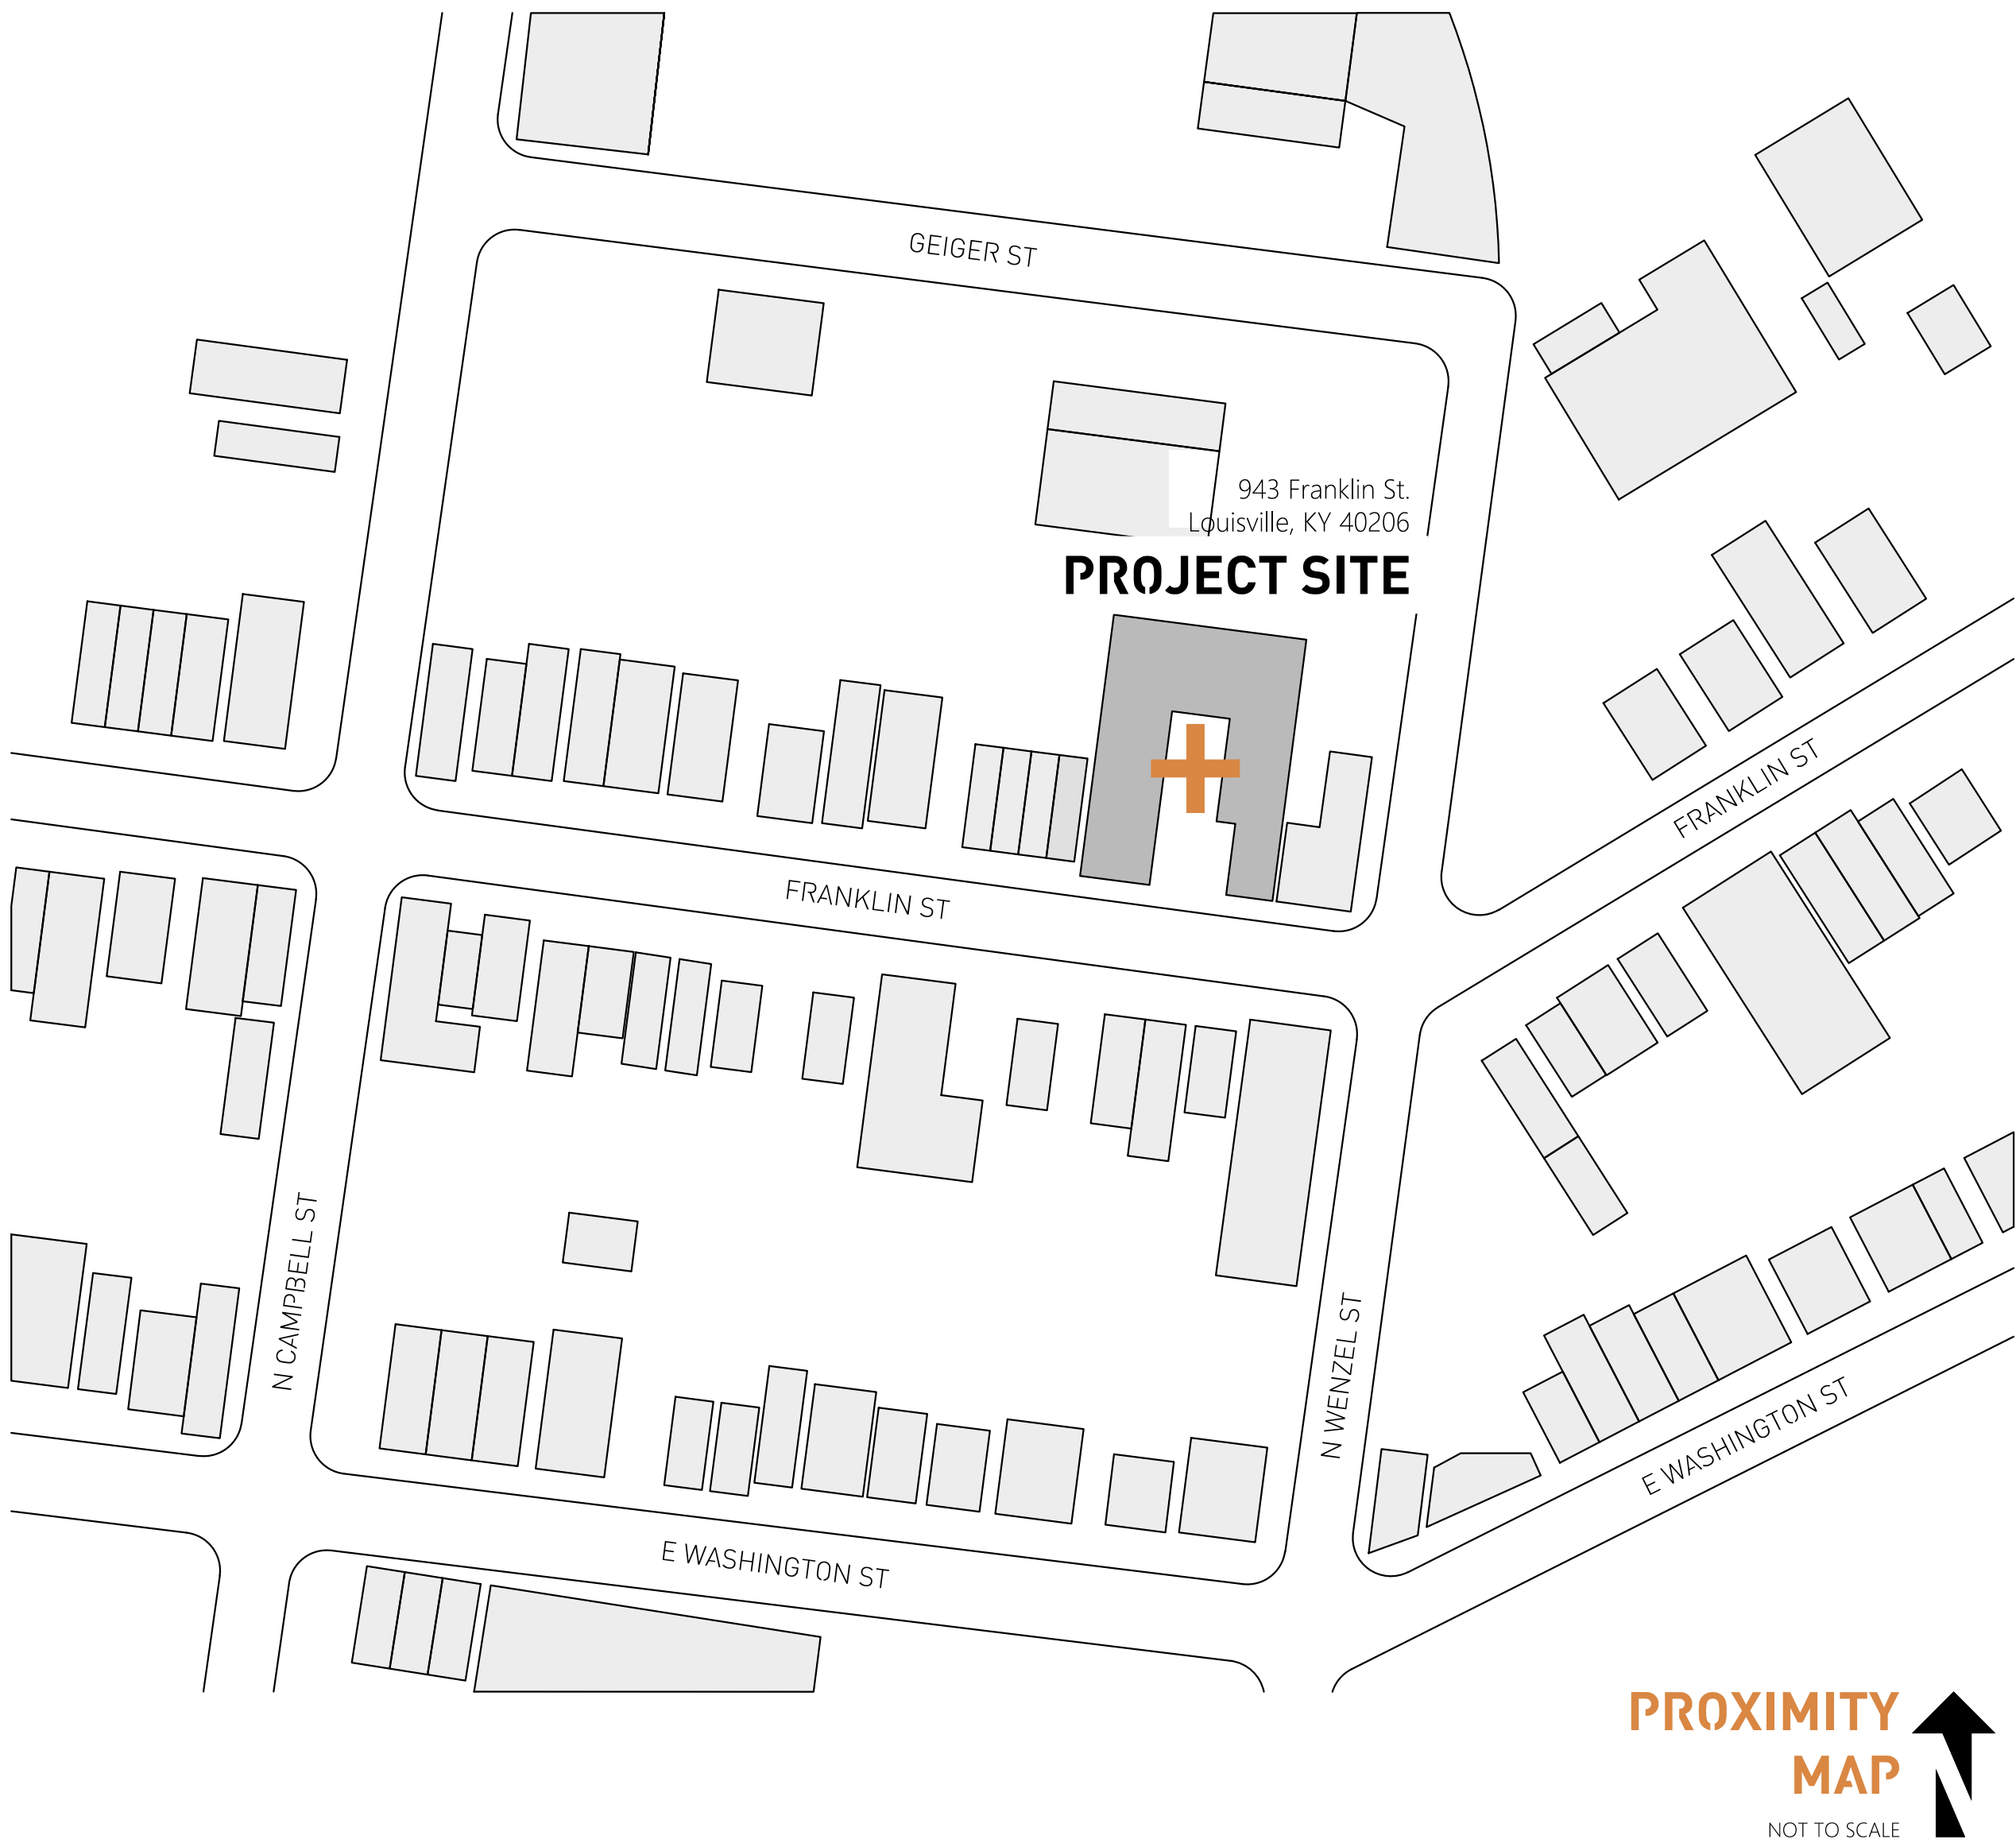 GEIGER ST
943 Franklin St.
Louisville, KY 40206
PROJECT SITE
FRANKLIN ST
FRANKLIN ST
N CAMPBELL ST
N WENZEL ST
E WASHINGTON ST
E WASHINGTON ST
PROXIMITY
MAP
NOT TO SCALE
N